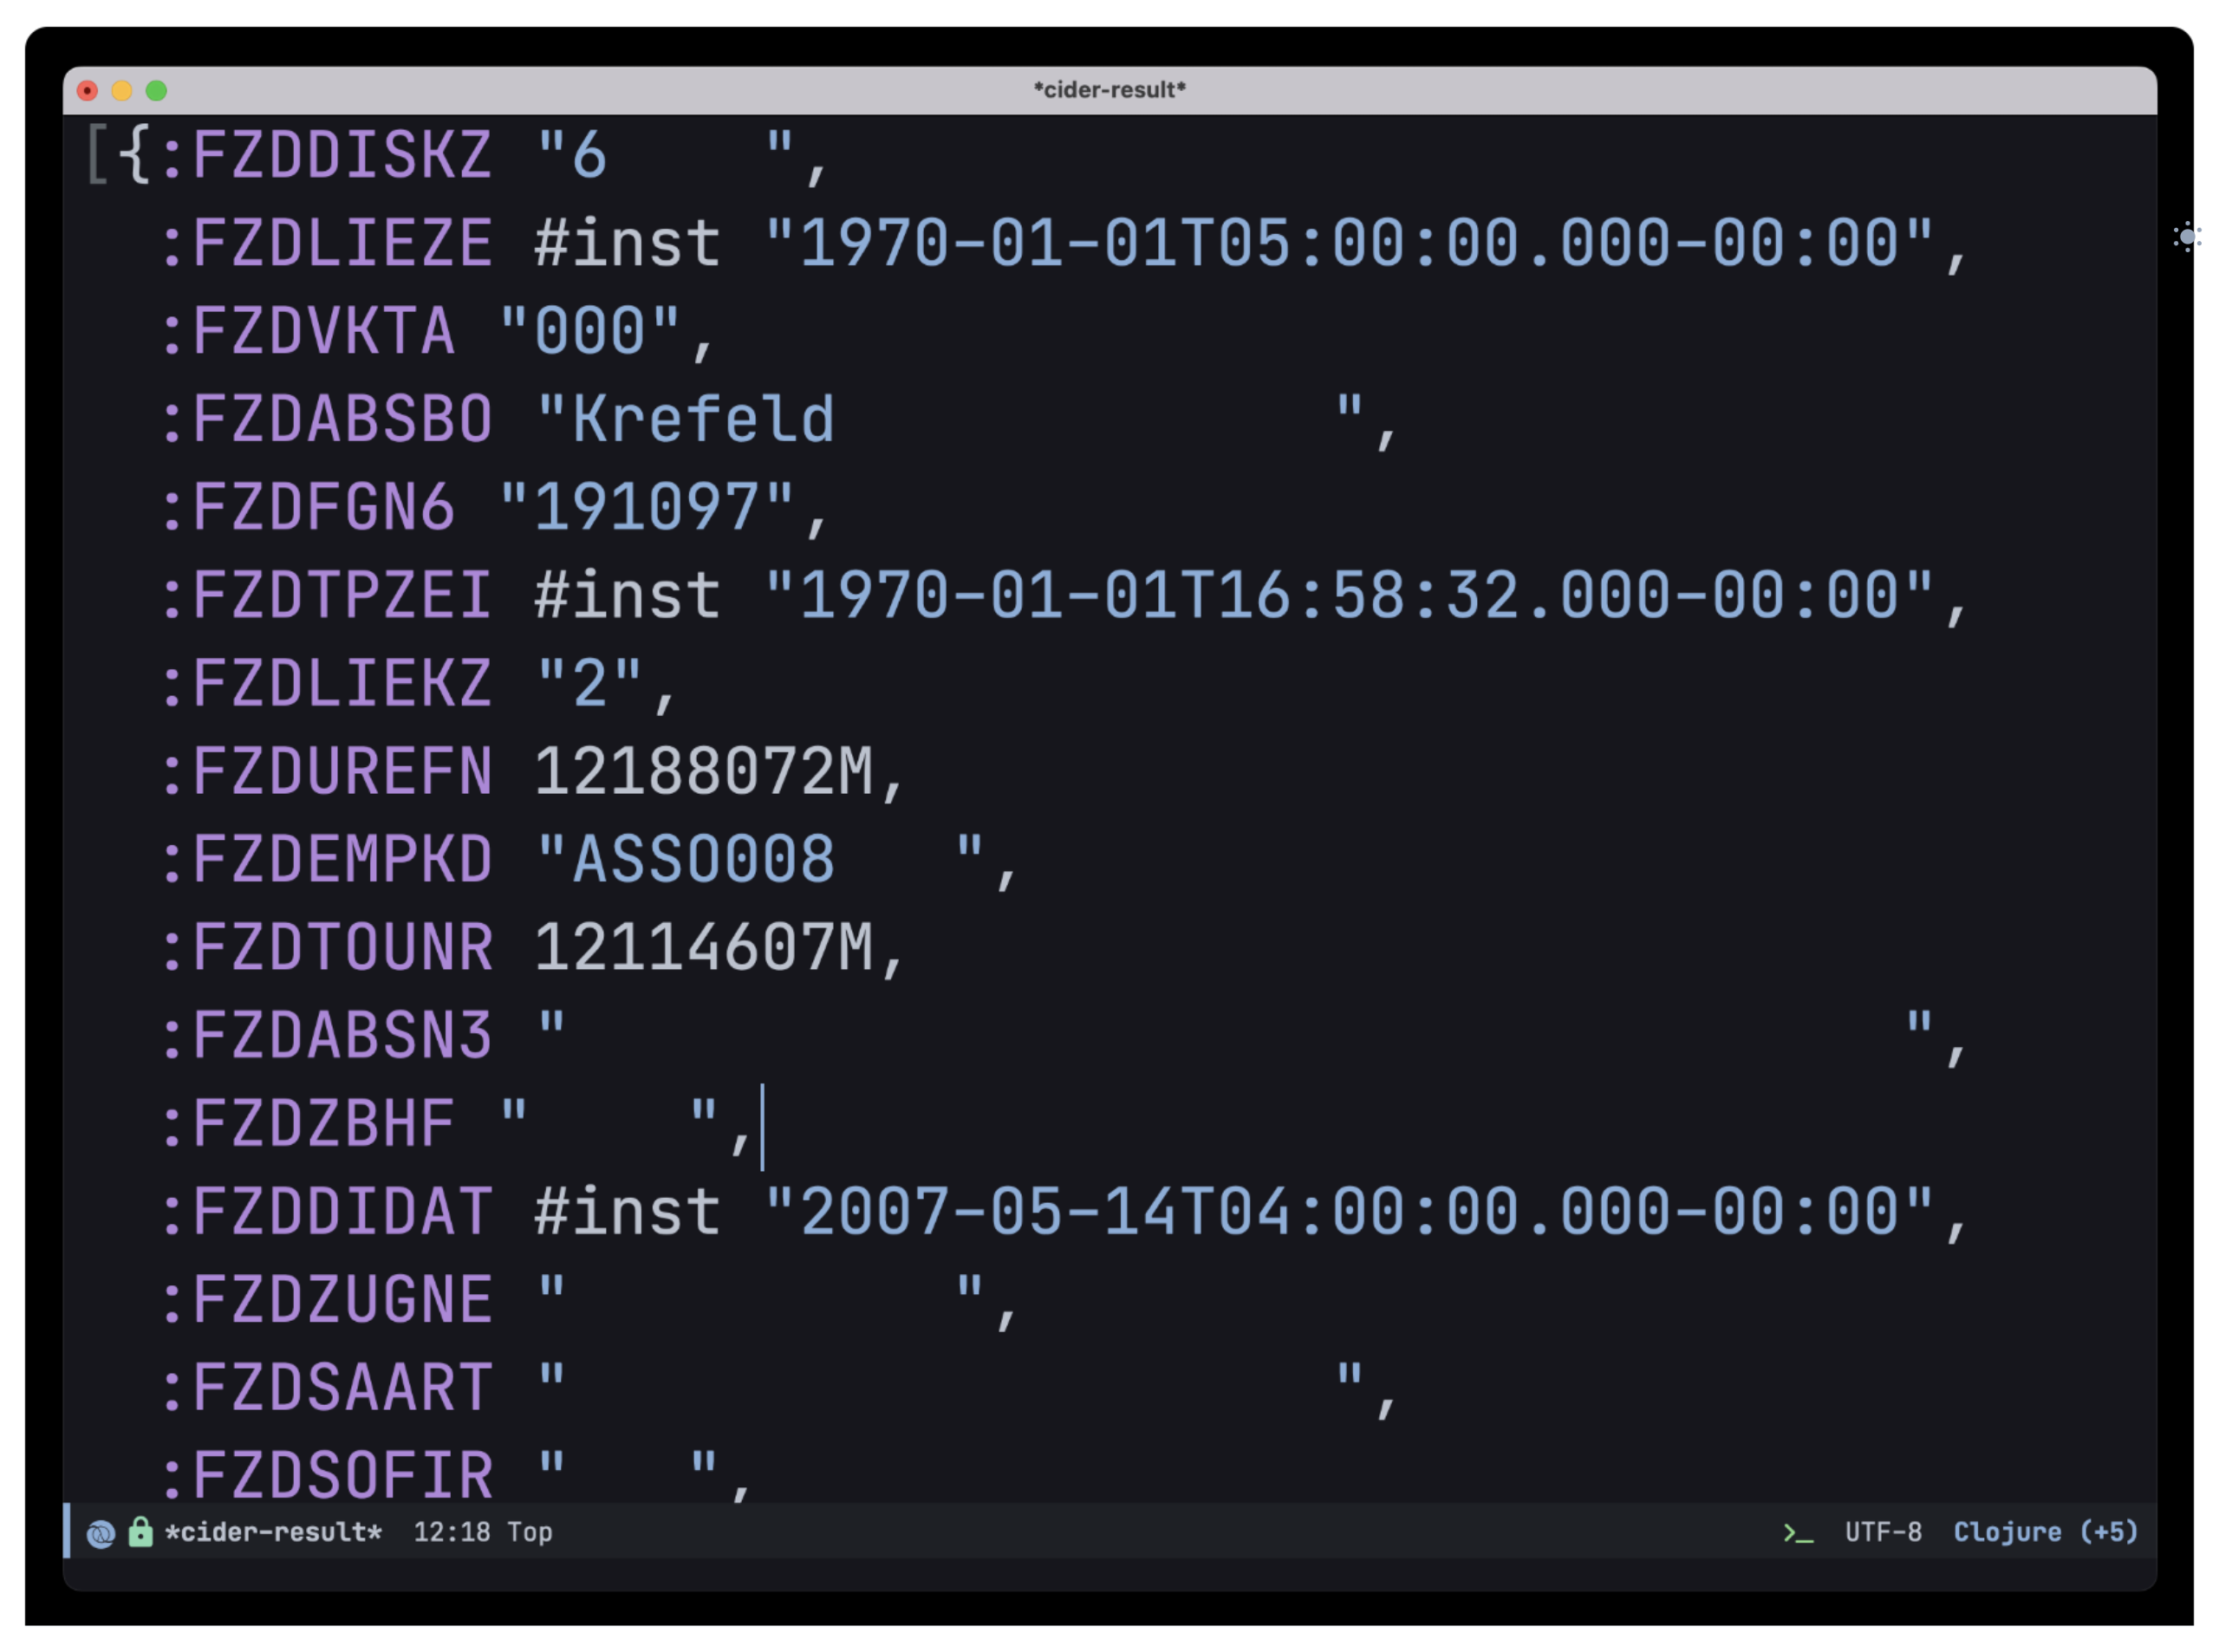 *cider-result*
[{:FZDDISKZ "6    ",
:FZDLIEZE #inst "1970-01-01T05:00:00.000-00:00",
:FZDVKTA "000",
:FZDABSBO "Krefeld             ",
:FZDFGN6 "191097",
:FZDTPZEI #inst "1970-01-01T16:58:32.000-00:00",
:FZDLIEKZ "2",
:FZDUREFN 12188072M,
:FZDEMPKD "ASSO008   ",
:FZDTOUNR 12114607M,
:FZDABSN3 "                                   ",
:FZDZBHF "    ",
:FZDDIDAT #inst "2007-05-14T04:00:00.000-00:00",
:FZDZUGNE "          ",
:FZDSAART "                    ",
:FZDSOFIR "   ",
*cider-result* 12:18 Top >_ UTF-8 Clojure (+5)